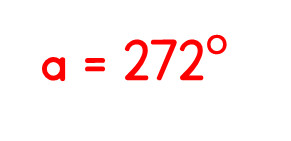 a = 272°